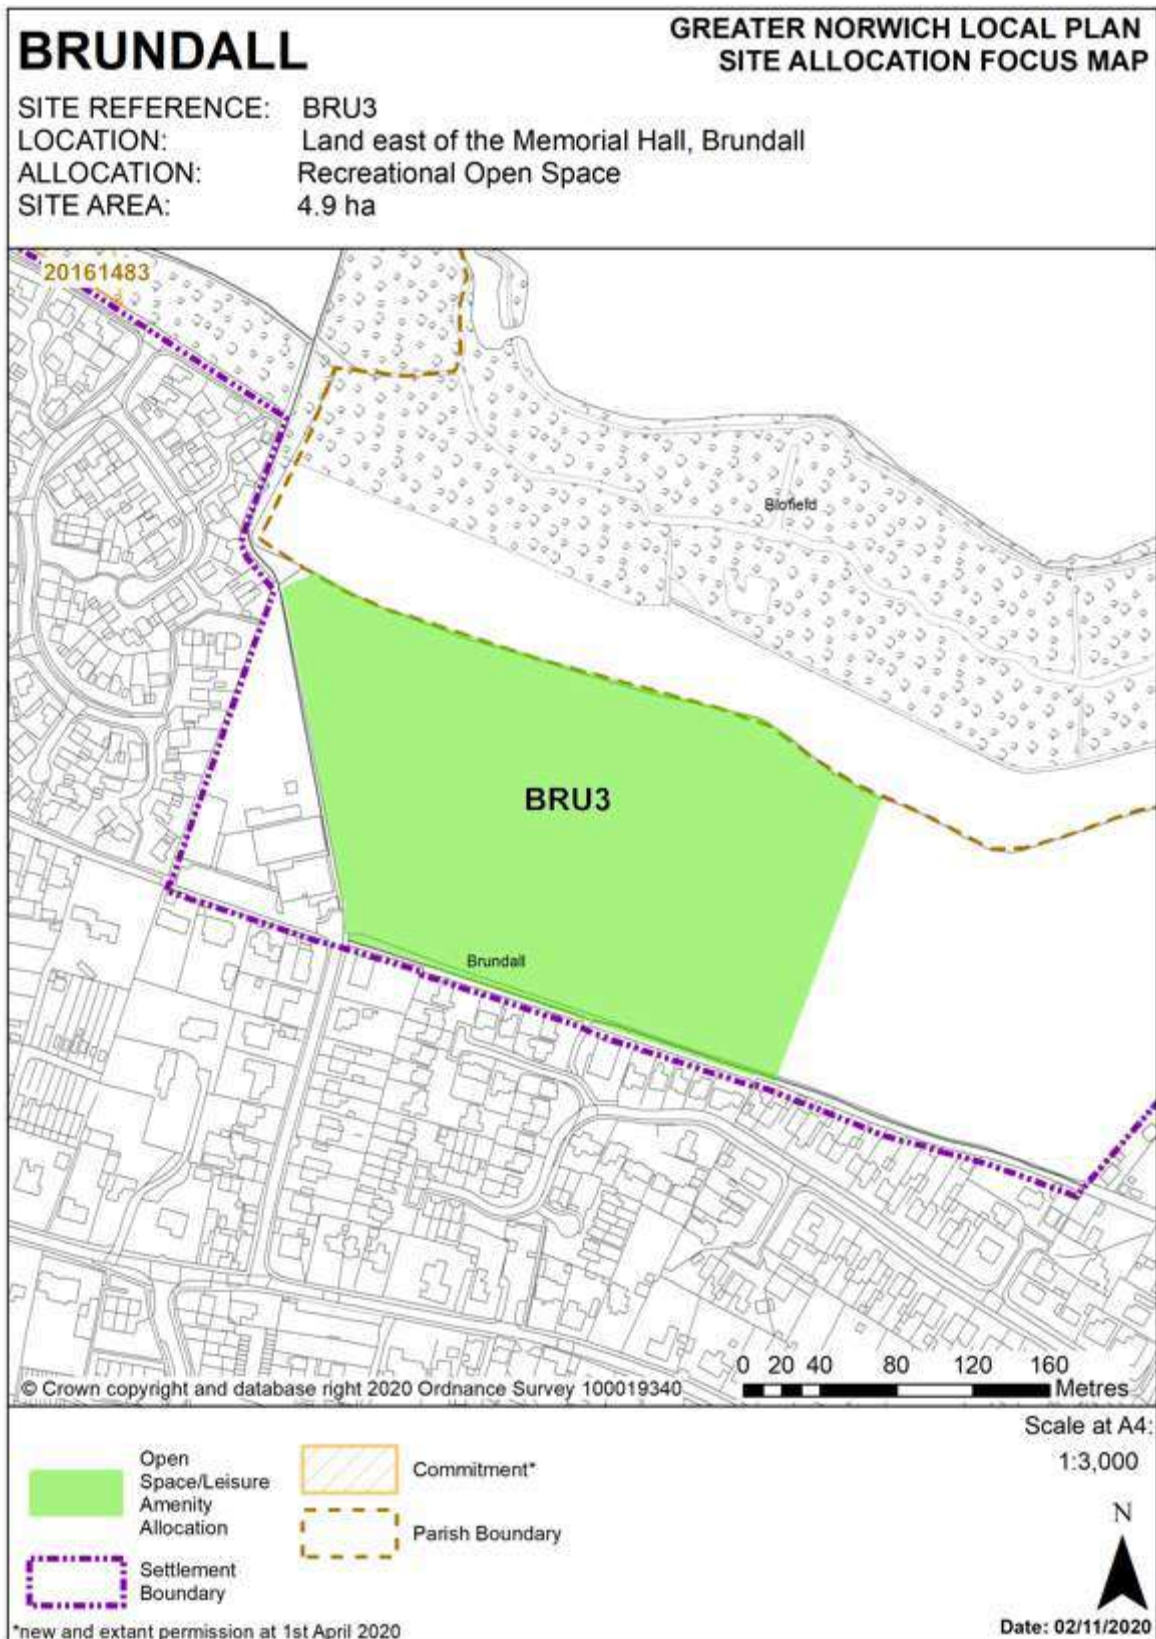 BRUNDALL
GREATER NORWICH LOCAL PLAN
SITE ALLOCATION FOCUS MAP
SITE REFERENCE: BRU3
LOCATION: Land east of the Memorial Hall, Brundall
ALLOCATION: Recreational Open Space
SITE AREA: 4.9 ha
20161483
Blofield
BRU3
Brundall
0 20 40 80 120 160
Metres
© Crown copyright and database right 2020 Ordnance Survey 100019340
Open
Space/Leisure
Amenity
Allocation
Settlement
Boundary
Commitment*
Parish Boundary
*new and extant permission at 1st April 2020
Scale at A4:
1:3,000
N
Date: 02/11/2020